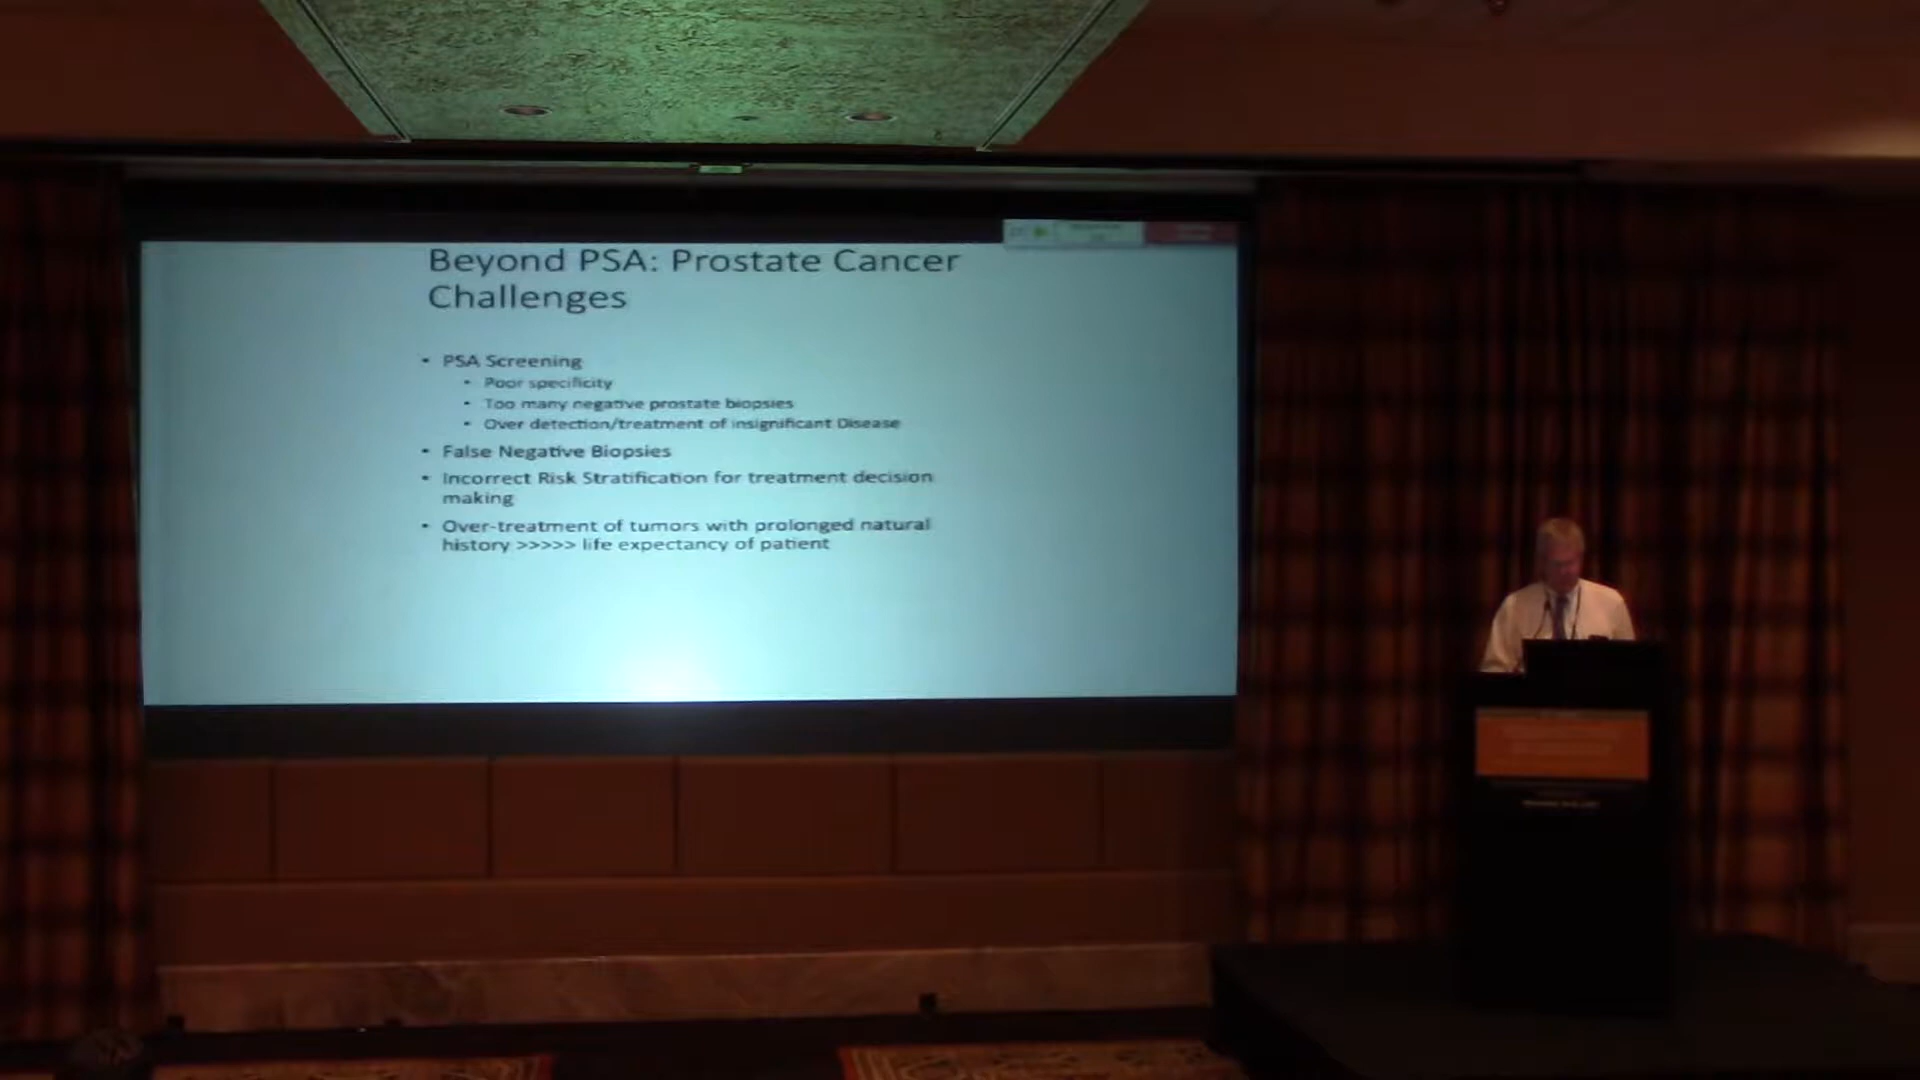 Beyond PSA: Prostate Cancer
Challenges
• PSA Screening
• Poor specificity
• Too many negative prostate biopsies
• Over detection/treatment of insignificant Disease
• False Negative Biopsies
• Incorrect Risk Stratification for treatment decision
making
• Over-treatment of tumors with prolonged natural
history >>>>> life expectancy of patient